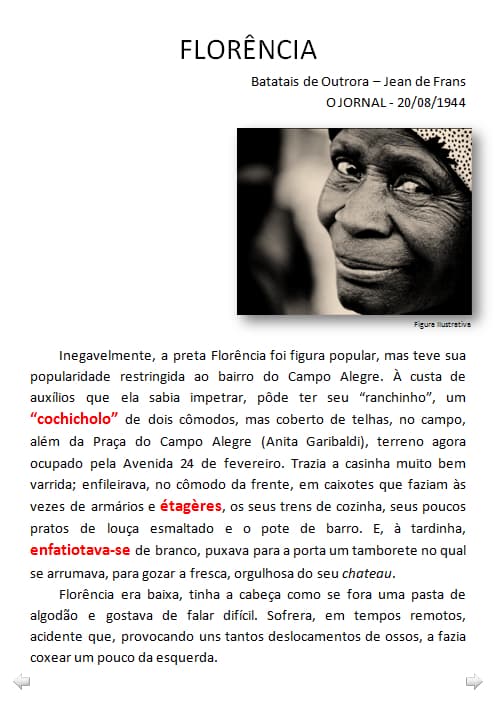 FLORÊNCIA
Batatais de Outrora – Jean de Frans
O JORNAL - 20/08/1944
Figura Ilustrativa
Inegavelmente, a preta Florência foi figura popular, mas teve sua
popularidade restringida ao bairro do Campo Alegre. À custa de
auxílios que ela sabia impetrar, pôde ter seu “ranchinho”, um
“cochicholo” de dois cômodos, mas coberto de telhas, no campo,
além da Praça do Campo Alegre (Anita Garibaldi), terreno agora
ocupado pela Avenida 24 de fevereiro. Trazia a casinha muito bem
varrida; enfileirava, no cômodo da frente, em caixotes que faziam às
vezes de armários e étagères, os seus trens de cozinha, seus poucos
pratos de louça esmaltado e o pote de barro. E, à tardinha,
enfatiotava-se de branco, puxava para a porta um tamborete no qual
se arrumava, para gozar a fresca, orgulhosa do seu chateau.
Florência era baixa, tinha a cabeça como se fora uma pasta de
algodão e gostava de falar difícil. Sofrera, em tempos remotos,
acidente que, provocando uns tantos deslocamentos de ossos, a fazia
coxear um pouco da esquerda.